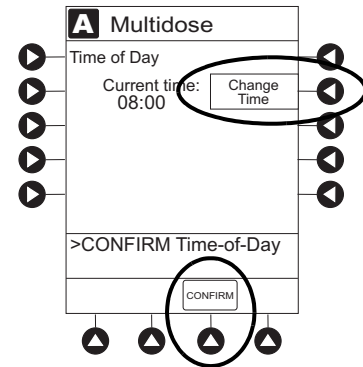 A Multidose
Time of Day
Current time: Change
08:00 Time
>CONFIRM Time-of-Day
CONFIRM